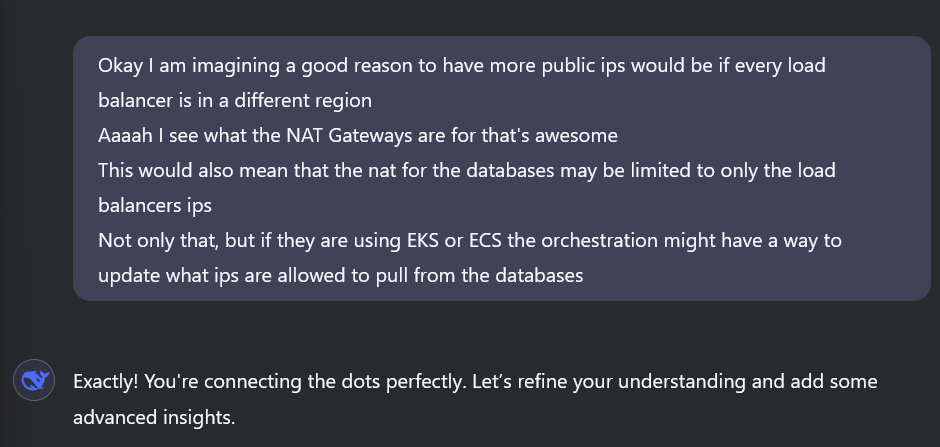 Okay I am imagining a good reason to have more public ips would be if every load
balancer is in a different region
Aaaah I see what the NAT Gateways are for that's awesome
This would also mean that the nat for the databases may be limited to only the load
balancers ips
Not only that, but if they are using EKS or ECS the orchestration might have a way to
update what ips are allowed to pull from the databases
Exactly! You're connecting the dots perfectly. Let’s refine your understanding and add some
advanced insights.